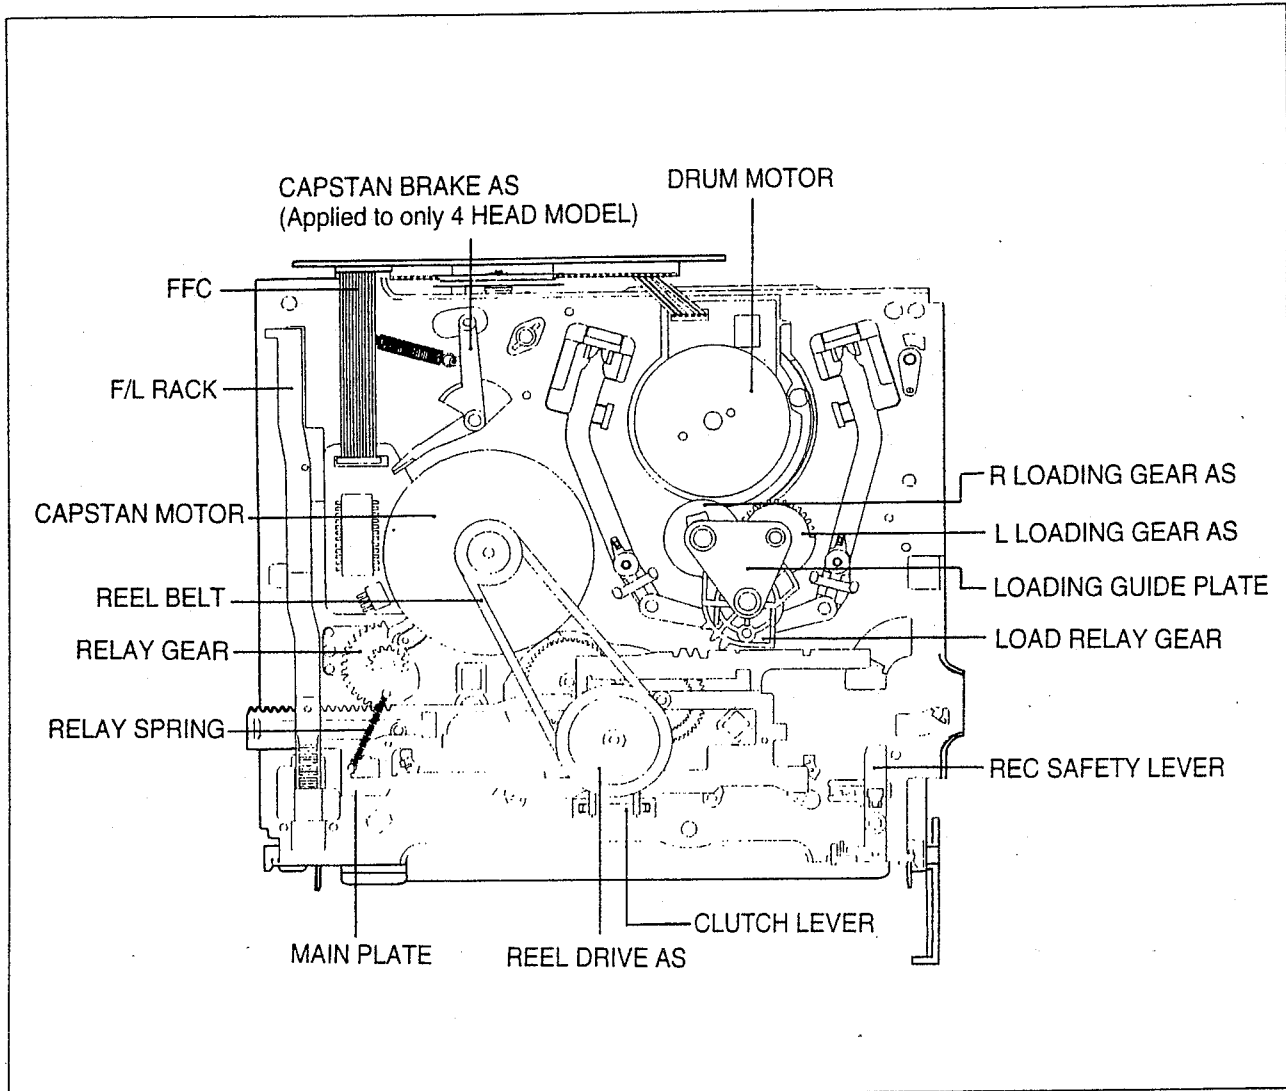 CAPSTAN BRAKE AS
(Applied to only 4 HEAD MODEL)
DRUM MOTOR
FFC
F/L RACK
CAPSTAN MOTOR
REEL BELT
RELAY GEAR
RELAY SPRING
R LOADING GEAR AS
L LOADING GEAR AS
LOADING GUIDE PLATE
LOAD RELAY GEAR
REC SAFETY LEVER
CLUTCH LEVER
MAIN PLATE
REEL DRIVE AS